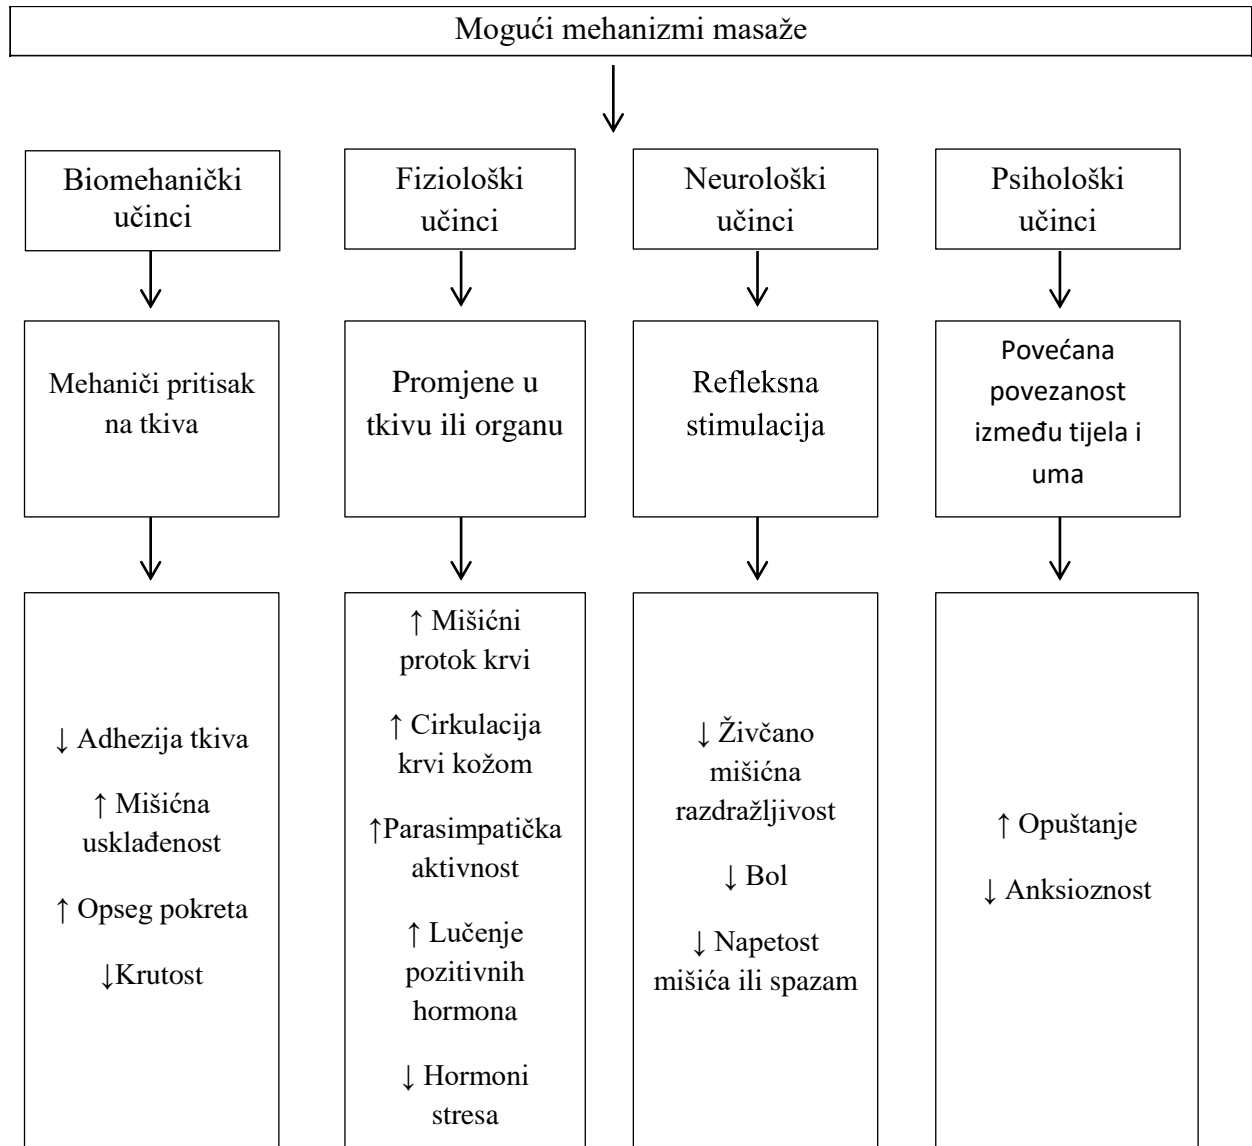 Mogući mehanizmi masaže
Biomehanički
učinci
Fiziološki
učinci
Neurološki
učinci
Psihološki
učinci
Mehaniči pritisak
na tkiva
Promjene u
tkivu ili organu
Refleksna
stimulacija
Povećana
povezanost
između tijela i
uma
↓ Adhezija tkiva
↑ Mišićna
usklađenost
↑ Opseg pokreta
↓Krutost
↑ Mišićni
protok krvi
↑ Cirkulacija
krvi kožom
↑Parasimpatička
aktivnost
↑ Lučenje
pozitivnih
hormona
↓ Hormoni
stresa
↓ Živčano
mišićna
razdražljivost
↓ Bol
↓ Napetost
mišića ili spazam
↑ Opuštanje
↓ Anksioznost